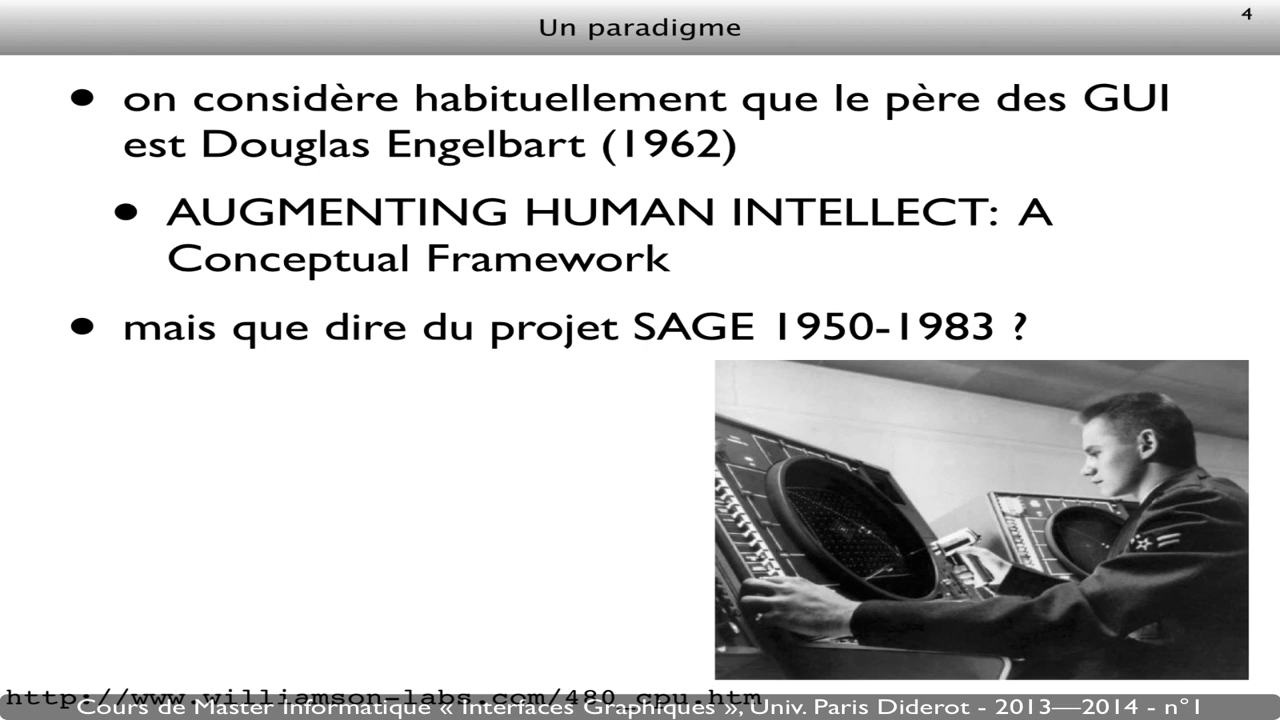 Un paradigme
4
• on considère habituellement que le père des GUI
est Douglas Engelbart (1962)
• AUGMENTING HUMAN INTELLECT: A
Conceptual Framework
• mais que dire du projet SAGE 1950-1983 ?
http://www.williamson-labs.com/480_cpu.htm
Cours de Master Informatique « Interfaces Graphiques », Univ. Paris Diderot - 2013—2014 - n°1